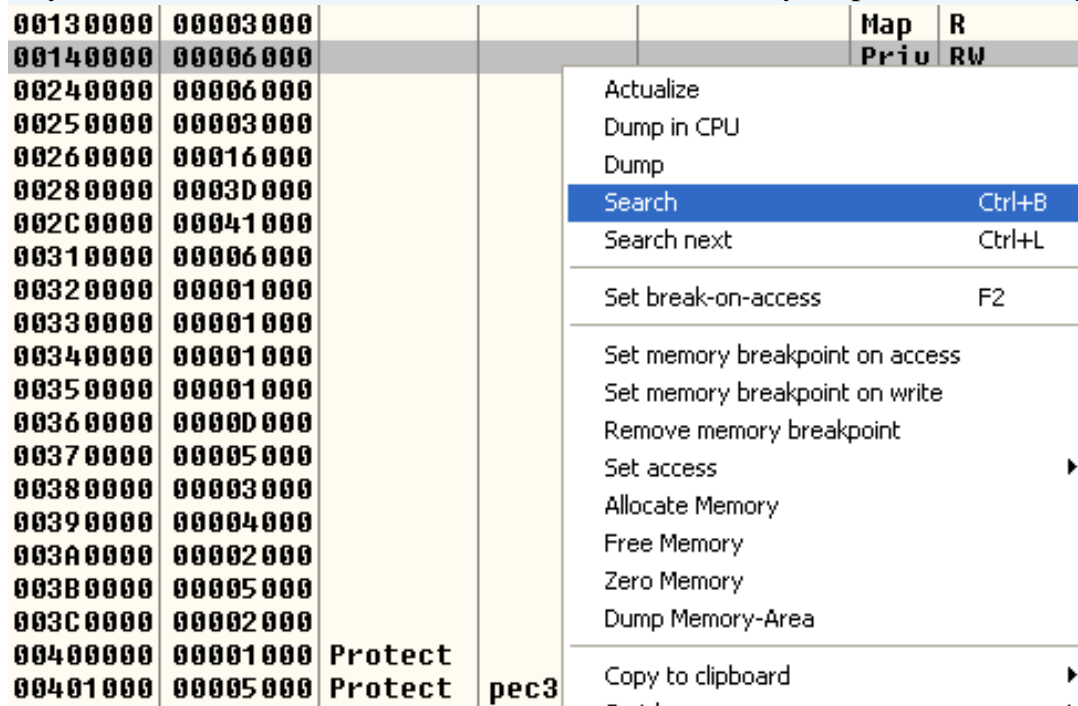 00130000 00003000 Map R
00140000 00006000 Priv RW
00240000 00006000
00250000 00003000
00260000 00016000
00280000 0003D000
002C0000 00041000
00310000 00006000
00320000 00001000
00330000 00001000
00340000 00001000
00350000 00001000
00360000 0000D000
00370000 00005000
00380000 00003000
00390000 00004000
003A0000 00002000
003B0000 00005000
003C0000 00002000
00400000 00001000 Protect
00401000 00005000 Protect pec3
Actualize
Dump in CPU
Dump
Search Ctrl+B
Search next Ctrl+L
Set break-on-access F2
Set memory breakpoint on access
Set memory breakpoint on write
Remove memory breakpoint
Set access
Allocate Memory
Free Memory
Zero Memory
Dump Memory-Area
Copy to clipboard